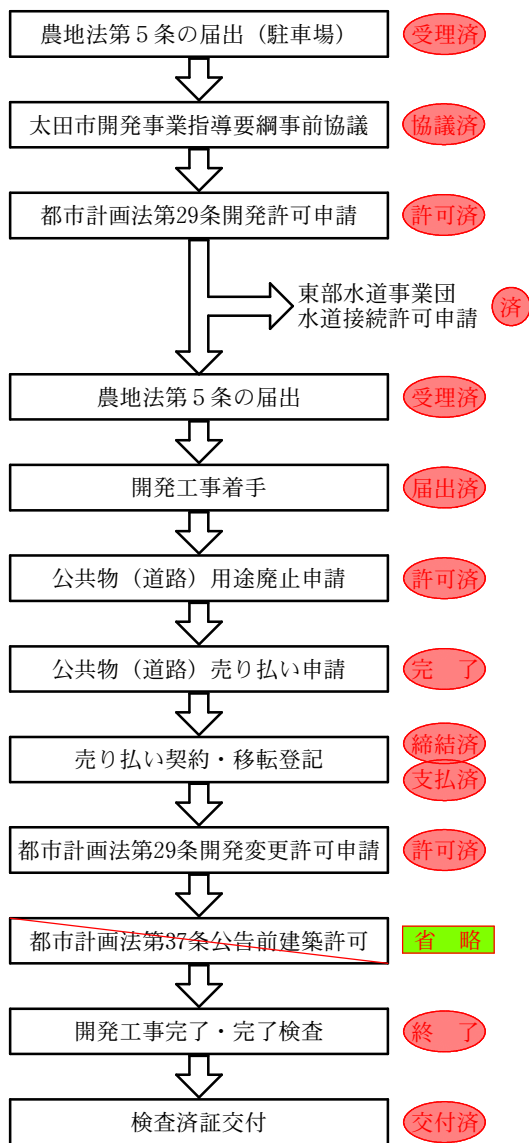 農地法第５条の届出（駐車場）
受理済
太田市開発事業指導要綱事前協議
協議済
都市計画法第29条開発許可申請
許可済
東部水道事業団
水道接続許可申請
済
農地法第５条の届出
受理済
開発工事着手
届出済
公共物（道路）用途廃止申請
許可済
公共物（道路）売り払い申請
完　了
売り払い契約・移転登記
締結済
支払済
都市計画法第29条開発変更許可申請
許可済
都市計画法第37条公告前建築許可
省　略
開発工事完了・完了検査
終　了
検査済証交付
交付済